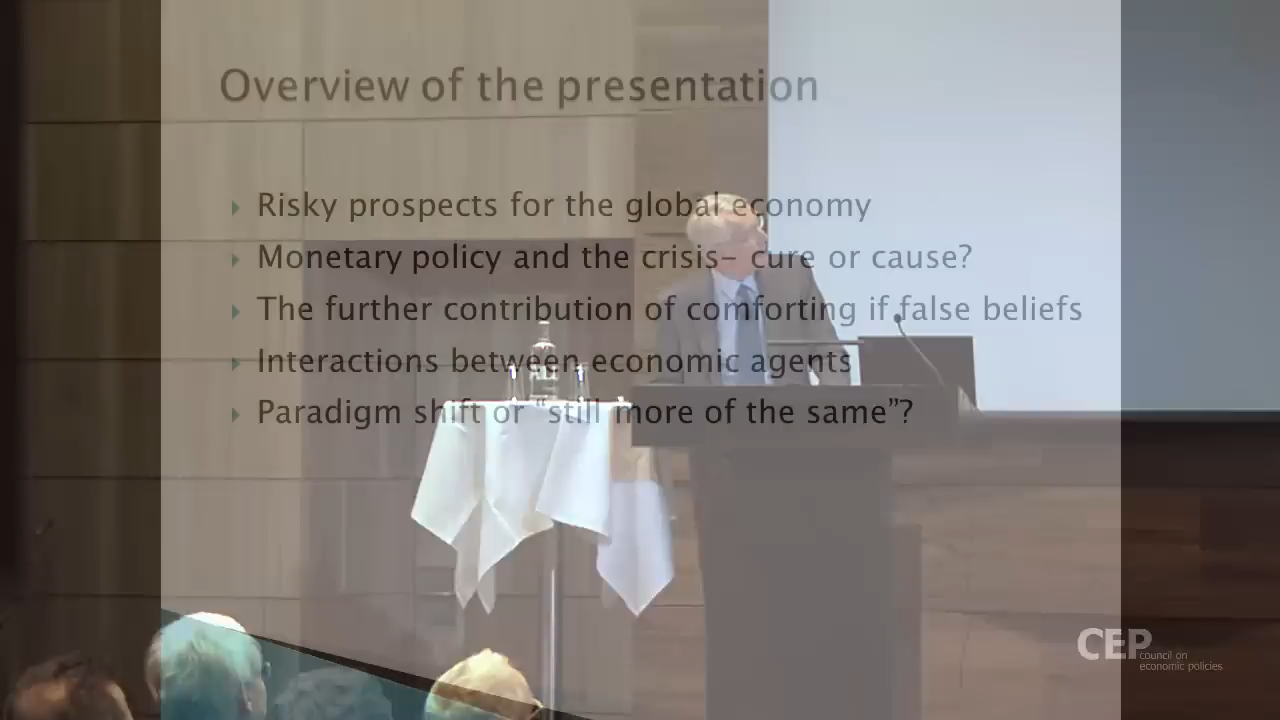 Overview of the presentation
Risky prospects for the global economy
Monetary policy and the crisis– cure or cause?
The further contribution of comforting if false beliefs
Interactions between economic agents
Paradigm shift or “still more of the same”?
CEP
council on
economic policies